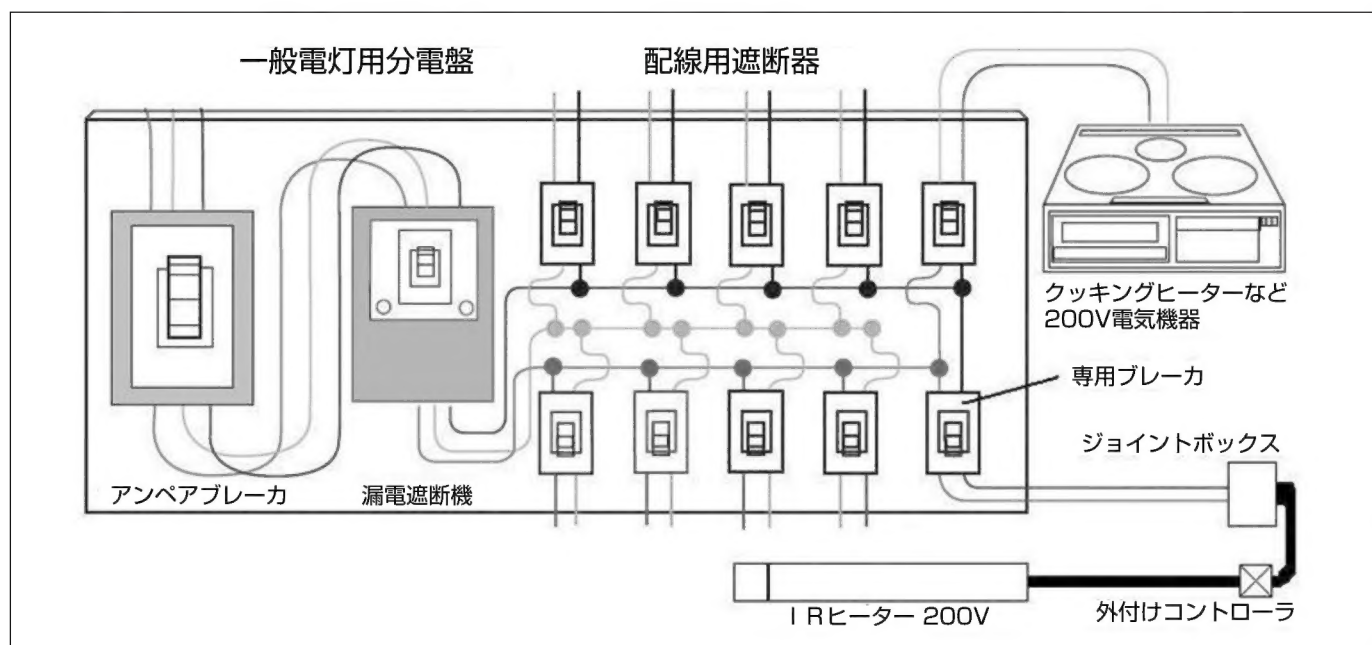 一般電灯用分電盤
配線用遮断器
クッキングヒーターなど
200V電気機器
専用ブレーカ
ジョイントボックス
アンペアブレーカ
漏電遮断機
IRヒーター 200V
外付けコントローラ